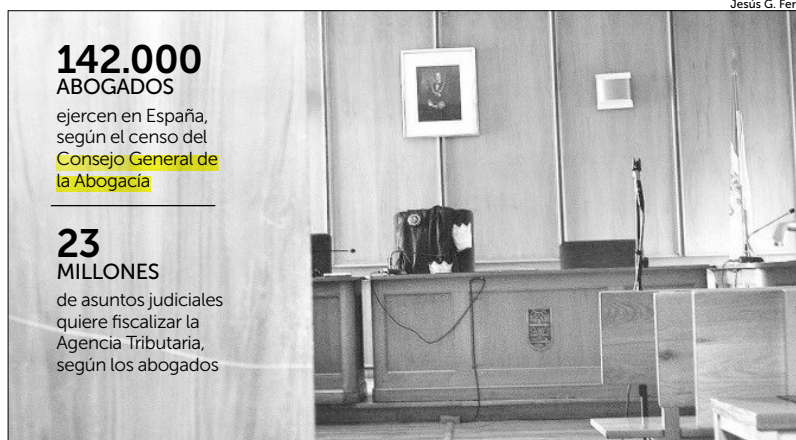 Jesús G. Fer
142.000
ABOGADOS
ejercen en España,
según el censo del
Consejo General de
la Abogacía
23
MILLONES
de asuntos judiciales
quiere fiscalizar la
Agencia Tributaria,
según los abogados